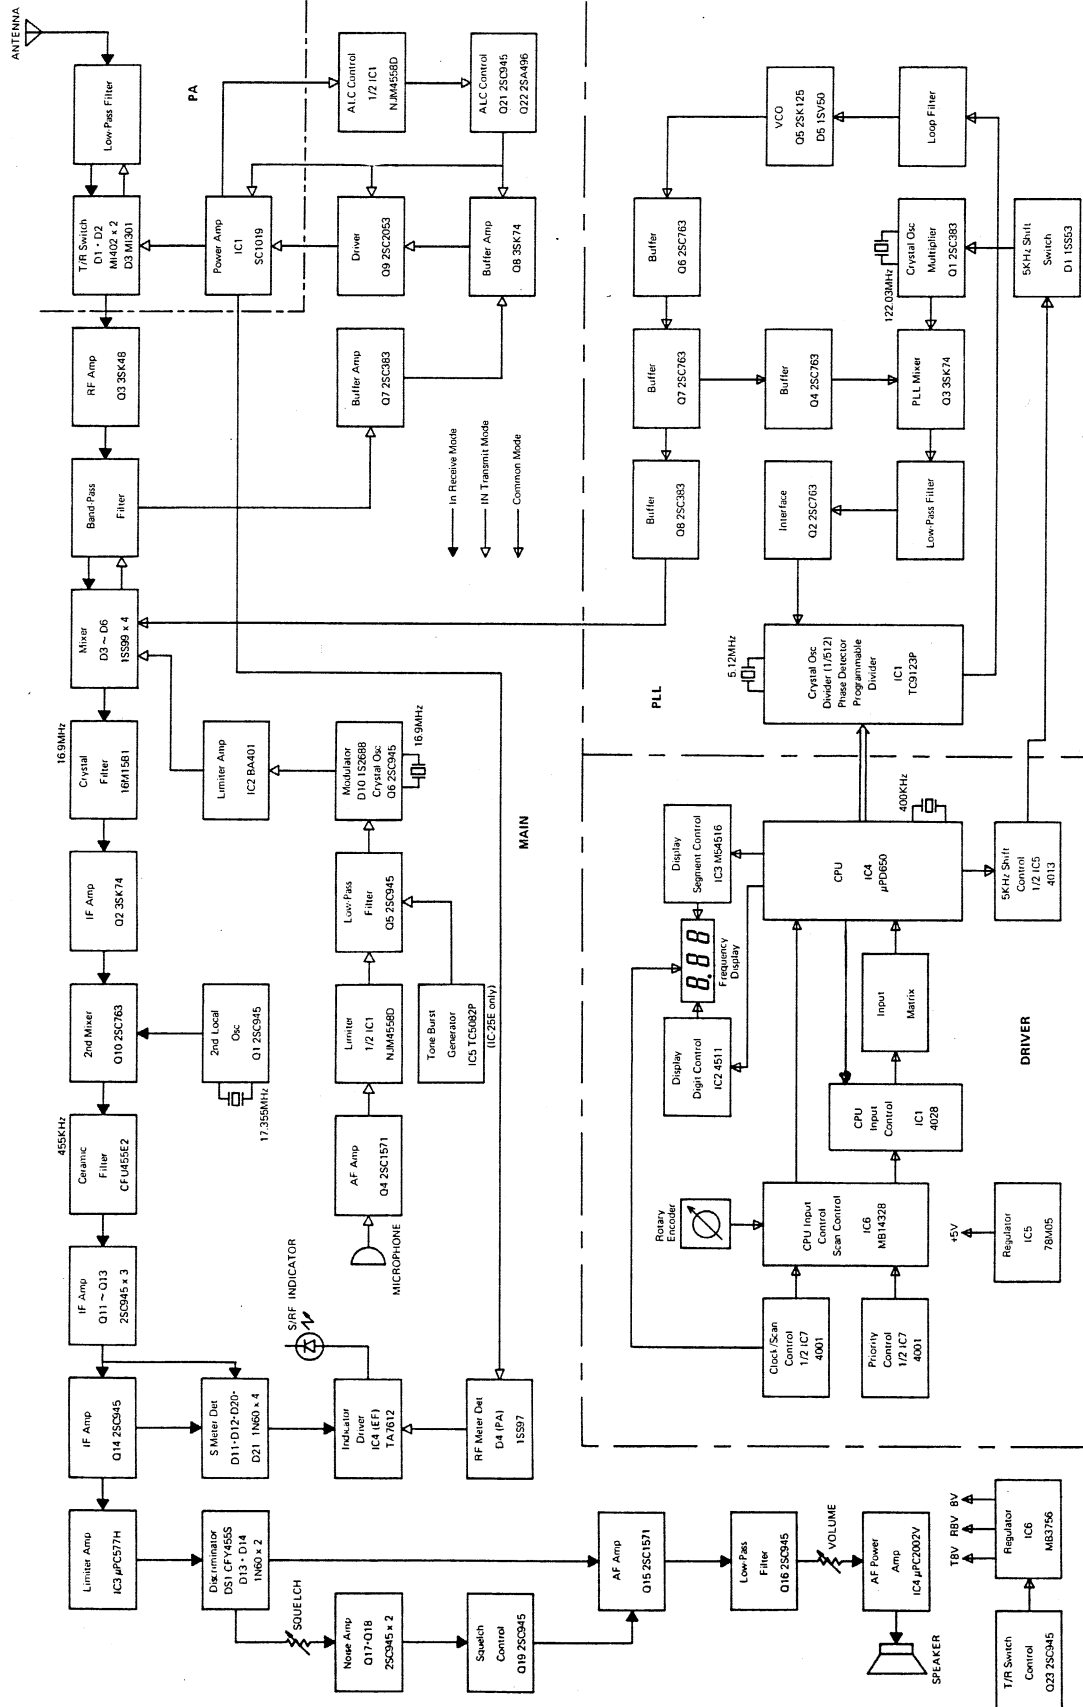 ANTENNA
Low-Pass Filter
PA
T/R Switch
D1 · D2
MI402 x 2
D3 MI301
RF Amp
Q3 3SK48
Band-Pass
Filter
Mixer
D3 ~ D6
1SS99 x 4
16.9MHz
Crystal
Filter
16M15B1
IF Amp
Q2 3SK74
2nd Mixer
Q10 2SC763
455KHz
Ceramic
Filter
CFU455E2
IF Amp
Q11 ~ Q13
2SC945 x 3
IF Amp
Q14 2SC945
Limiter Amp
IC3 µPC577H
ALC Control
1/2 IC1
NJM4558D
ALC Control
Q21 2SC945
Q22 2SA496
Power Amp
IC1
SC1019
Driver
Q9 2SC2053
Buffer Amp
Q8 3SK74
Buffer Amp
Q7 2SC383
In Receive Mode
IN Transmit Mode
Common Mode
Limiter Amp
IC2 BA401
Modulator
D10 1S2688
Crystal Osc
Q6 2SC945
16.9MHz
MAIN
2nd Local
Osc
Q1 2SC945
17.355MHz
Low-Pass
Filter
Q5 2SC945
Limiter
1/2 IC1
NJM4558D
Tone Burst
Generator
IC5 TC5082P
(IC-25E only)
AF Amp
Q4 2SC1571
MICROPHONE
S/RF INDICATOR
S Meter Det
D11·D12·D20·
D21 1N60 x 4
Indicator
Driver
IC4 (EF)
TA7612
RF Meter Det
D4 (PA)
1SS97
Discriminator
DS1 CFY455S
D13 · D14
1N60 x 2
SQUELCH
Noise Amp
Q17·Q18
2SC945 x 2
Squelch
Control
Q19 2SC945
AF Amp
Q15 2SC1571
Low-Pass
Filter
Q16 2SC945
VOLUME
AF Power
Amp
IC4 µPC2002V
SPEAKER
T8V
R8V
8V
Regulator
IC6
MB3756
T/R Switch
Control
Q23 2SC945
VCO
Q5 2SK125
D5 1SV50
Loop Filter
Buffer
Q6 2SC763
122.03MHz
Crystal Osc
Multiplier
Q1 2SC383
5KHz Shift
Switch
D1 1SS53
Buffer
Q7 2SC763
Buffer
Q4 2SC763
PLL Mixer
Q3 3SK74
Buffer
Q8 2SC383
Interface
Q2 2SC763
Low-Pass Filter
PLL
5.12MHz
Crystal Osc
Divider (1/512)
Phase Detector
Programmable
Divider
IC1
TC9123P
Display
Segment Control
IC3 M54516
CPU
IC4
µPD650
400KHz
5KHz Shift
Control
1/2 IC5
4013
8.88
Frequency
Display
Display
Digit Control
IC2 4511
Input
Matrix
DRIVER
CPU
Input
Control
IC1
4028
Rotary
Encoder
CPU Input
Control
Scan Control
IC6
MB14328
+5V
Regulator
IC5
78M05
Clock/Scan
Control
1/2 IC7
4001
Priority
Control
1/2 IC7
4001